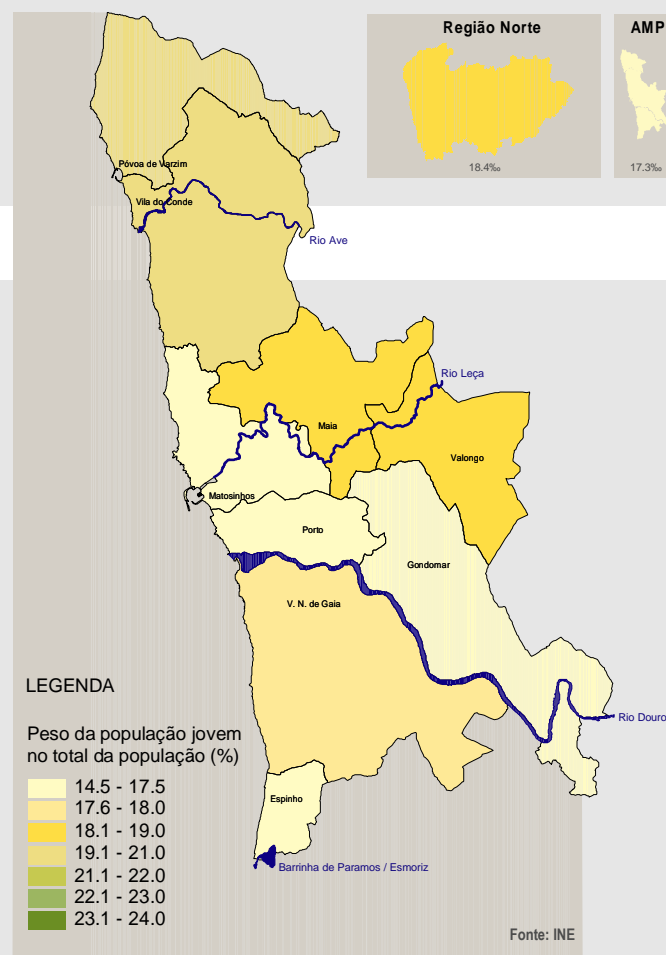 Região Norte
AMP
18.4‰
17.3‰
Póvoa de Varzim
Vila do Conde
Rio Ave
Rio Leça
Maia
Valongo
Matosinhos
Porto
Gondomar
V. N. de Gaia
Rio Douro
Espinho
Barrinha de Paramos / Esmoriz
LEGENDA
Peso da população jovem
no total da população (%)
14.5 - 17.5
17.6 - 18.0
18.1 - 19.0
19.1 - 21.0
21.1 - 22.0
22.1 - 23.0
23.1 - 24.0
Fonte: INE